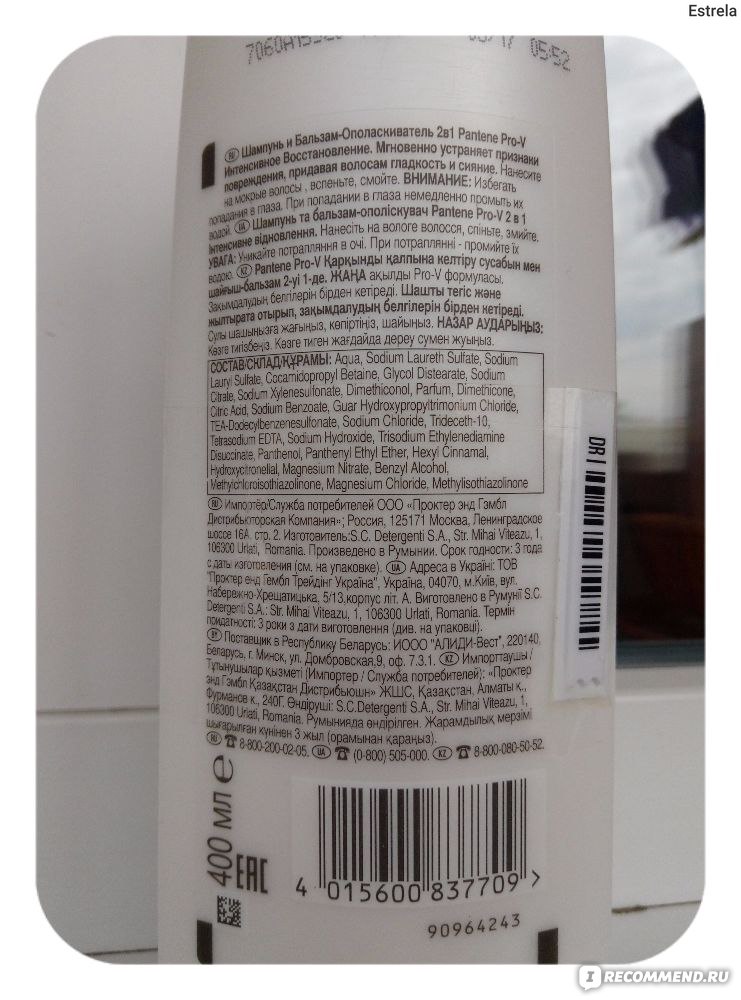 Estrela
05:52
RU Шампунь и Бальзам-Ополаскиватель 2в1 Pantene Pro-V
Интенсивное Восстановление. Мгновенно устраняет признаки
повреждения, придавая волосам гладкость и сияние. Нанесите
на мокрые волосы , вспеньте, смойте. ВНИМАНИЕ: Избегать
попадания в глаза. При попадании в глаза немедленно промыть их
водой. UA Шампунь та бальзам-ополіскувач Pantene Pro-V 2 в 1
Інтенсивне відновлення. Нанесіть на вологе волосся, спіньте, змийте.
УВАГА: Уникайте потрапляння в очі. При потраплянні - промийте їх
водою. KZ Pantene Pro-V Қарқынды қалпына келтіру сусабын мен
шайғыш-бальзам 2-уі 1-де. ЖАҢА ақылды Pro-V формуласы.
Зақымдалудың белгілерін бірден кетіреді. Шашты тегіс және
жылтырата отырып, зақымдалудың белгілерін бірден кетіреді.
Сулы шашыңызға жағыңыз, көпіртіңіз, шайыңыз. НАЗАР АУДАРЫҢЫЗ:
Көзге тигізбеңіз. Көзге тиген жағдайда дереу сумен жуыңыз.
СОСТАВ/СКЛАД/ҚҰРАМЫ: Aqua, Sodium Laureth Sulfate, Sodium
Lauryl Sulfate, Cocamidopropyl Betaine, Glycol Distearate, Sodium
Citrate, Sodium Xylenesulfonate, Dimethiconol, Parfum, Dimethicone,
Citric Acid, Sodium Benzoate, Guar Hydroxypropyltrimonium Chloride,
TEA-Dodecylbenzenesulfonate, Sodium Chloride, Trideceth-10,
Tetrasodium EDTA, Sodium Hydroxide, Trisodium Ethylenediamine
Disuccinate, Panthenol, Panthenyl Ethyl Ether, Hexyl Cinnamal,
Hydroxycitronellal, Magnesium Nitrate, Benzyl Alcohol,
Methylchloroisothiazolinone, Magnesium Chloride, Methylisothiazolinone
RU Импортёр/Служба потребителей ООО «Проктер энд Гэмбл
Дистрибьюторская Компания»; Россия, 125171 Москва, Ленинградское
шоссе 16А, стр. 2. Изготовитель:S.C. Detergenti S.A., Str. Mihai Viteazu, 1,
106300 Urlati, Romania. Произведено в Румынии. Срок годности: 3 года
с даты изготовления (см. на упаковке). UA Адреса в Україні: ТОВ
"Проктер енд Гембл Трейдінг Україна", Україна, 04070, м.Київ, вул.
Набережно-Хрещатицька, 5/13,корпус літ. А. Вироблено в Румунії S.C.
Detergenti S.A.: Str. Mihai Viteazu, 1, 106300 Urlati, Romania. Термін
придатності: 3 роки з дати виготовлення (див. на упаковці).
BY Поставщик в Республику Беларусь: ИООО "АЛИДИ-Вест", 220140,
Беларусь, г. Минск, ул. Домбровская,9, оф. 7.3.1. KZ Импорттаушы /
Тұтынушылар қызметі (Импортер / Служба потребителей): «Проктер
энд Гэмбл Қазақстан Дистрибьюшн» ЖШС, Қазақстан, Алматы к.,
Фурманов к., 240Г. Өндіруші: S.C.Detergenti S.A., Str. Mihai Viteazu, 1,
106300 Urlati, Romania. Румынияда өндірілген. Жарамдылық мерзімі
шығарылған күнінен 3 жыл (орамынан қараңыз).
RU 8-800-200-02-05. UA (0-800) 505-000. KZ 8-800-080-50-52.
DR I
400 мл e
EAC
4 015600 837709 >
90964243
I RECOMMEND.RU